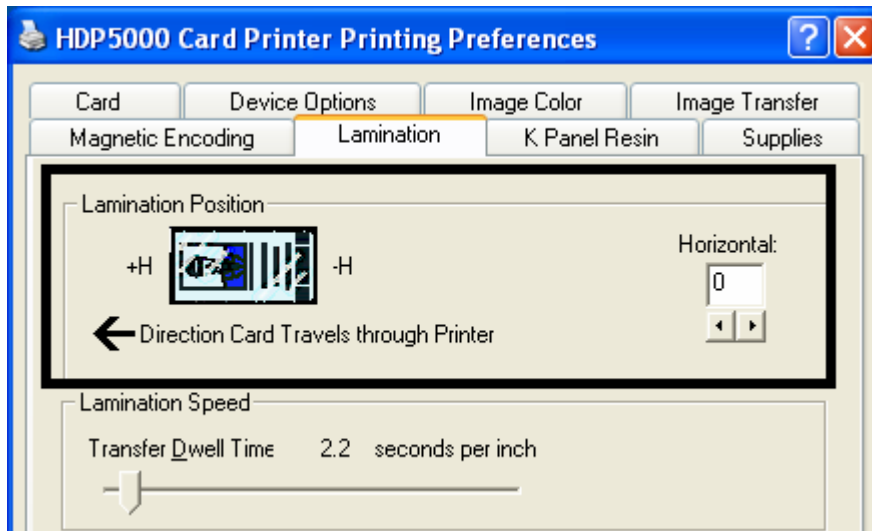 HDP5000 Card Printer Printing Preferences
Card Device Options Image Color Image Transfer
Magnetic Encoding Lamination K Panel Resin Supplies
Lamination Position
Horizontal:
+H -H
0
Direction Card Travels through Printer
Lamination Speed
Transfer Dwell Time 2.2 seconds per inch